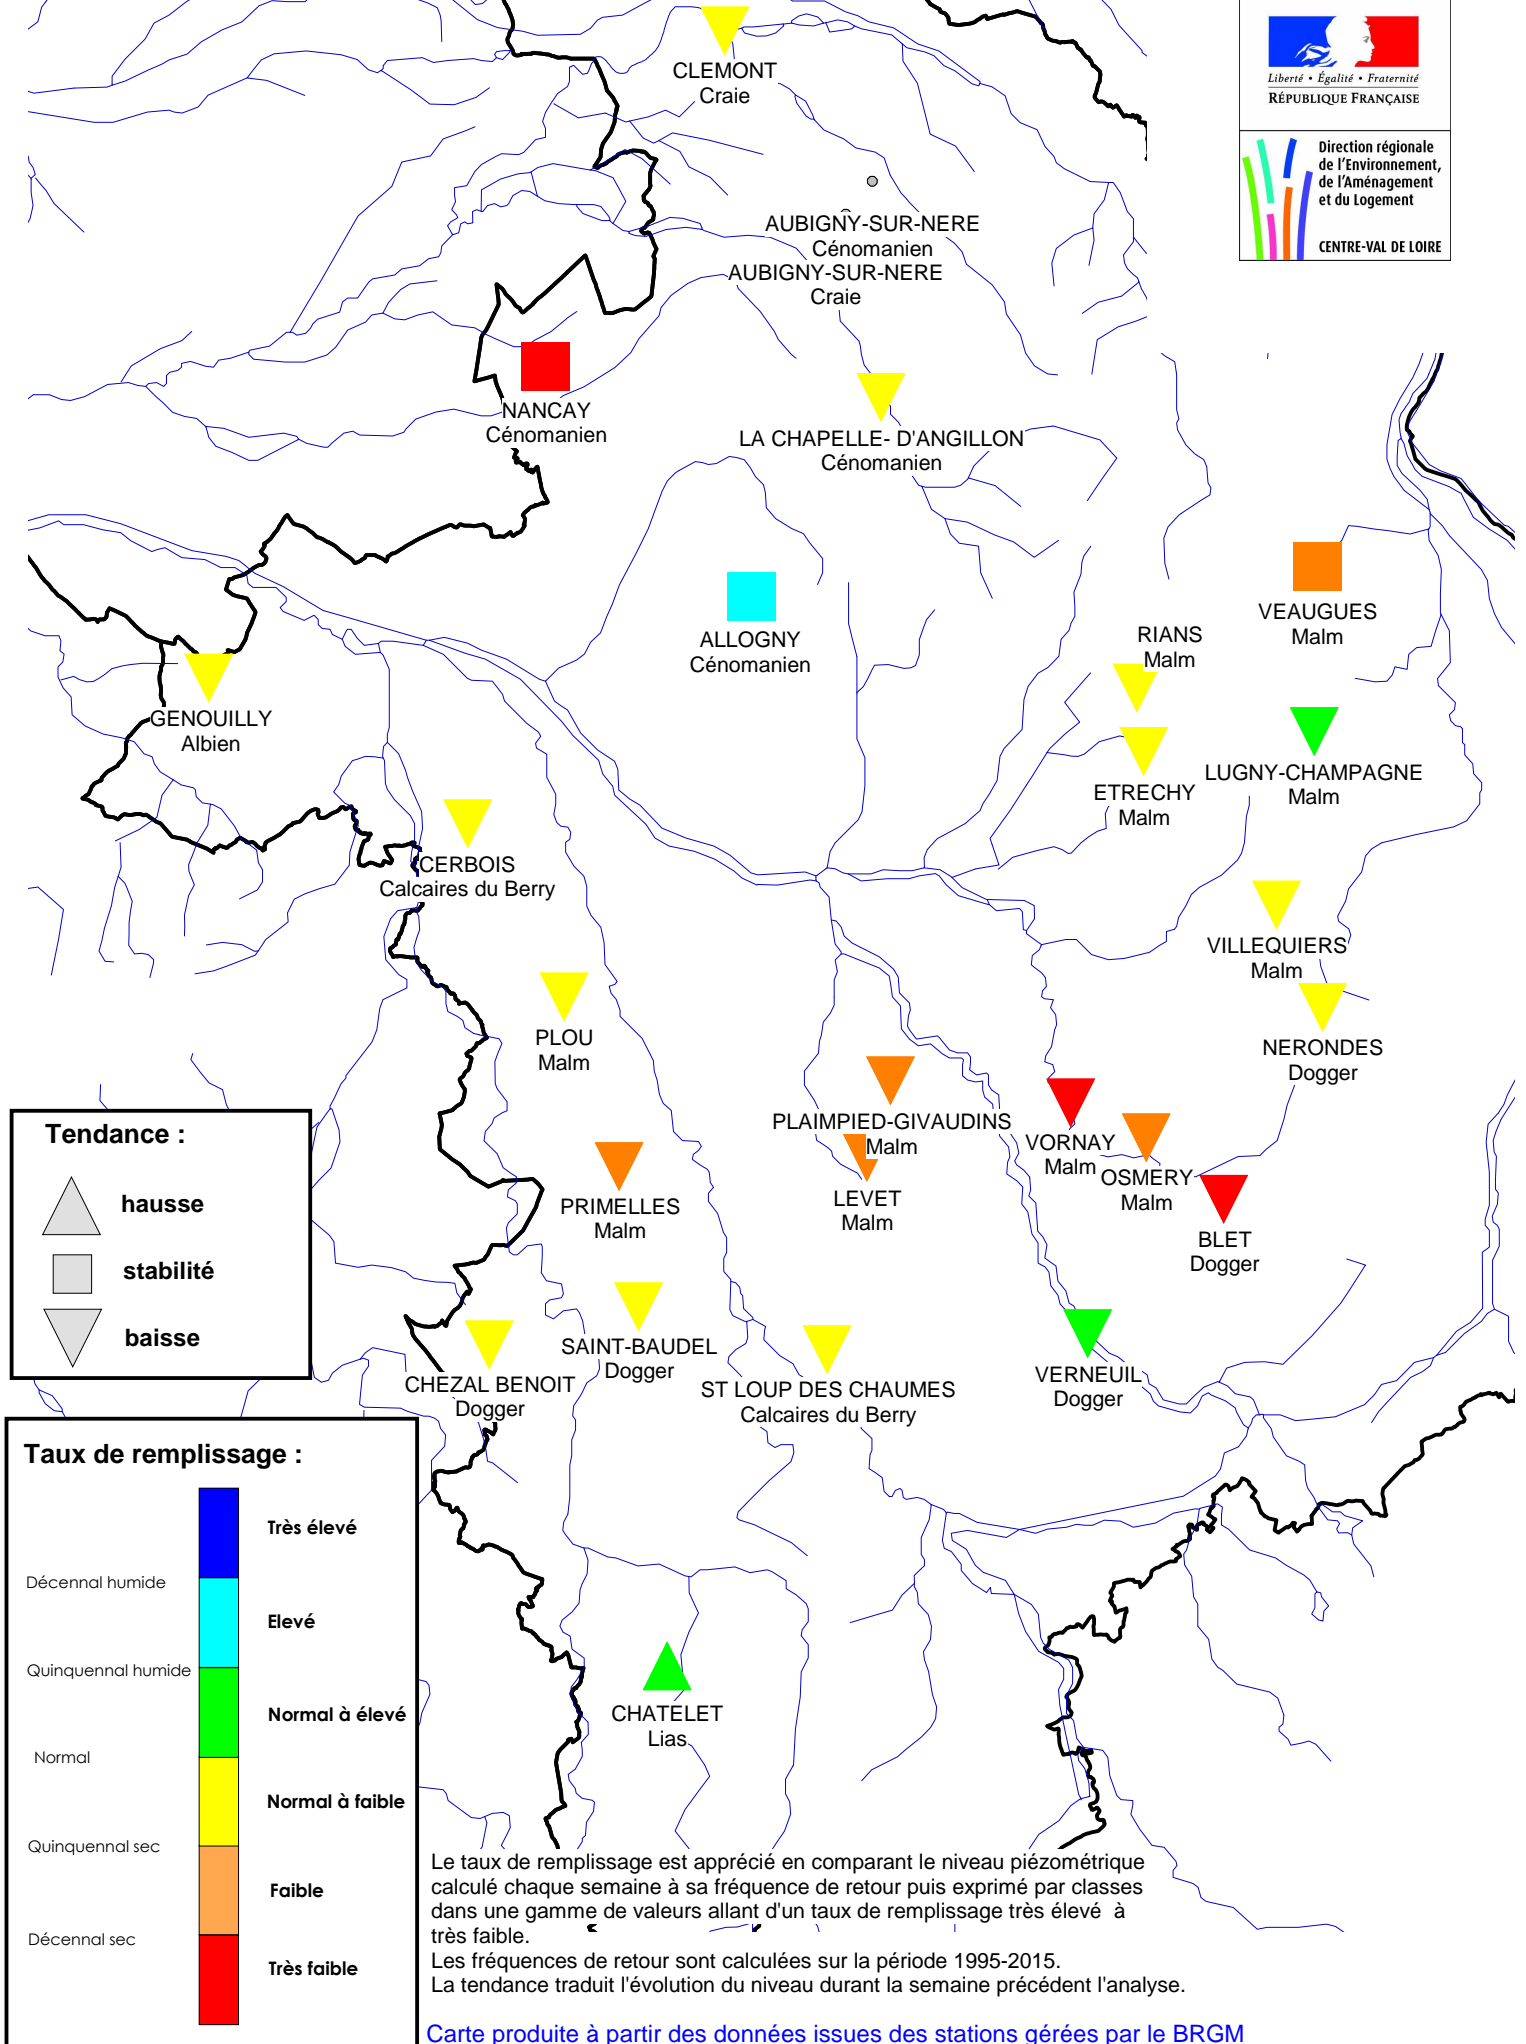 Liberté • Égalité • Fraternité
RÉPUBLIQUE FRANÇAISE
Direction régionale
de l'Environnement,
de l'Aménagement
et du Logement
CENTRE-VAL DE LOIRE
CLEMONT
Craie
AUBIGNY-SUR-NERE
Cénomanien
AUBIGNY-SUR-NERE
Craie
NANCAY
Cénomanien
LA CHAPELLE- D'ANGILLON
Cénomanien
ALLOGNY
Cénomanien
VEAUGUES
Malm
RIANS
Malm
GENOUILLY
Albien
LUGNY-CHAMPAGNE
Malm
ETRECHY
Malm
CERBOIS
Calcaires du Berry
VILLEQUIERS
Malm
PLOU
Malm
NERONDES
Dogger
PLAIMPIED-GIVAUDINS
Malm
VORNAY
Malm
OSMERY
Malm
PRIMELLES
Malm
LEVET
Malm
BLET
Dogger
SAINT-BAUDEL
Dogger
CHEZAL BENOIT
Dogger
ST LOUP DES CHAUMES
Calcaires du Berry
VERNEUIL
Dogger
CHATELET
Lias
Tendance :
hausse
stabilité
baisse
Taux de remplissage :
Très élevé
Décennal humide
Elevé
Quinquennal humide
Normal à élevé
Normal
Normal à faible
Quinquennal sec
Faible
Décennal sec
Très faible
Le taux de remplissage est apprécié en comparant le niveau piézométrique
calculé chaque semaine à sa fréquence de retour puis exprimé par classes
dans une gamme de valeurs allant d'un taux de remplissage très élevé à
très faible.
Les fréquences de retour sont calculées sur la période 1995-2015.
La tendance traduit l'évolution du niveau durant la semaine précédent l'analyse.
Carte produite à partir des données issues des stations gérées par le BRGM